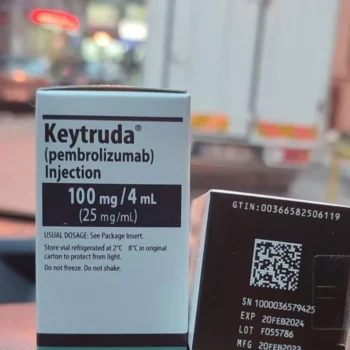 Keytruda®
(pembrolizumab)
Injection
100 mg/4 mL
(25 mg/mL)
USUAL DOSAGE: See Package Insert.
Store vial refrigerated at 2°C 8°C in original
carton to protect from light.
Do not freeze. Do not shake.
GTIN:00366582506119
SN 1000036579425
EXP 20FEB2024
LOT F055786
MFG 20FEB2022